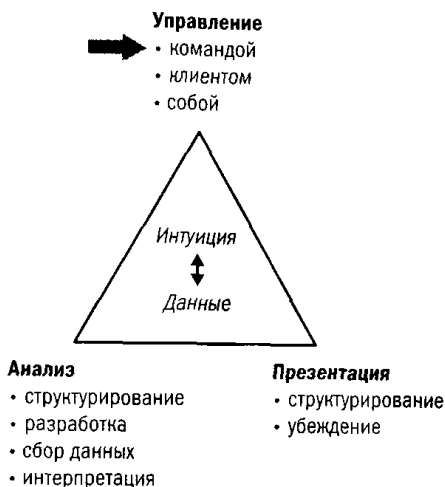 Управление
• командой
• клиентом
• собой
Интуиция
Данные
Анализ
• структурирование
• разработка
• сбор данных
• интерпретация
Презентация
• структурирование
• убеждение